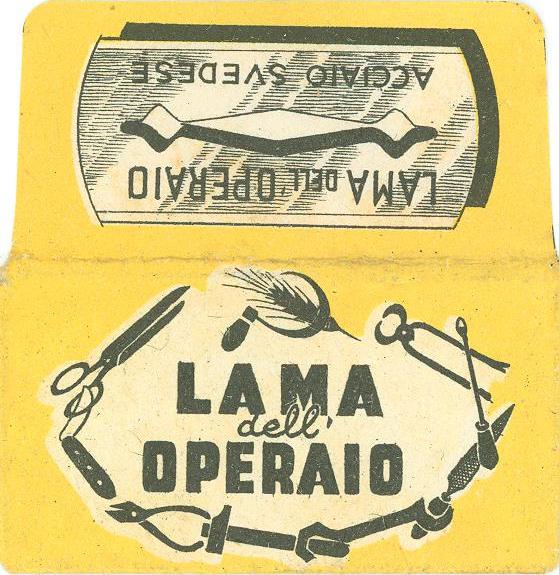 ACCIAIO SVEDESE
LAMA DELL'OPERAIO
LAMA
dell'
OPERAIO